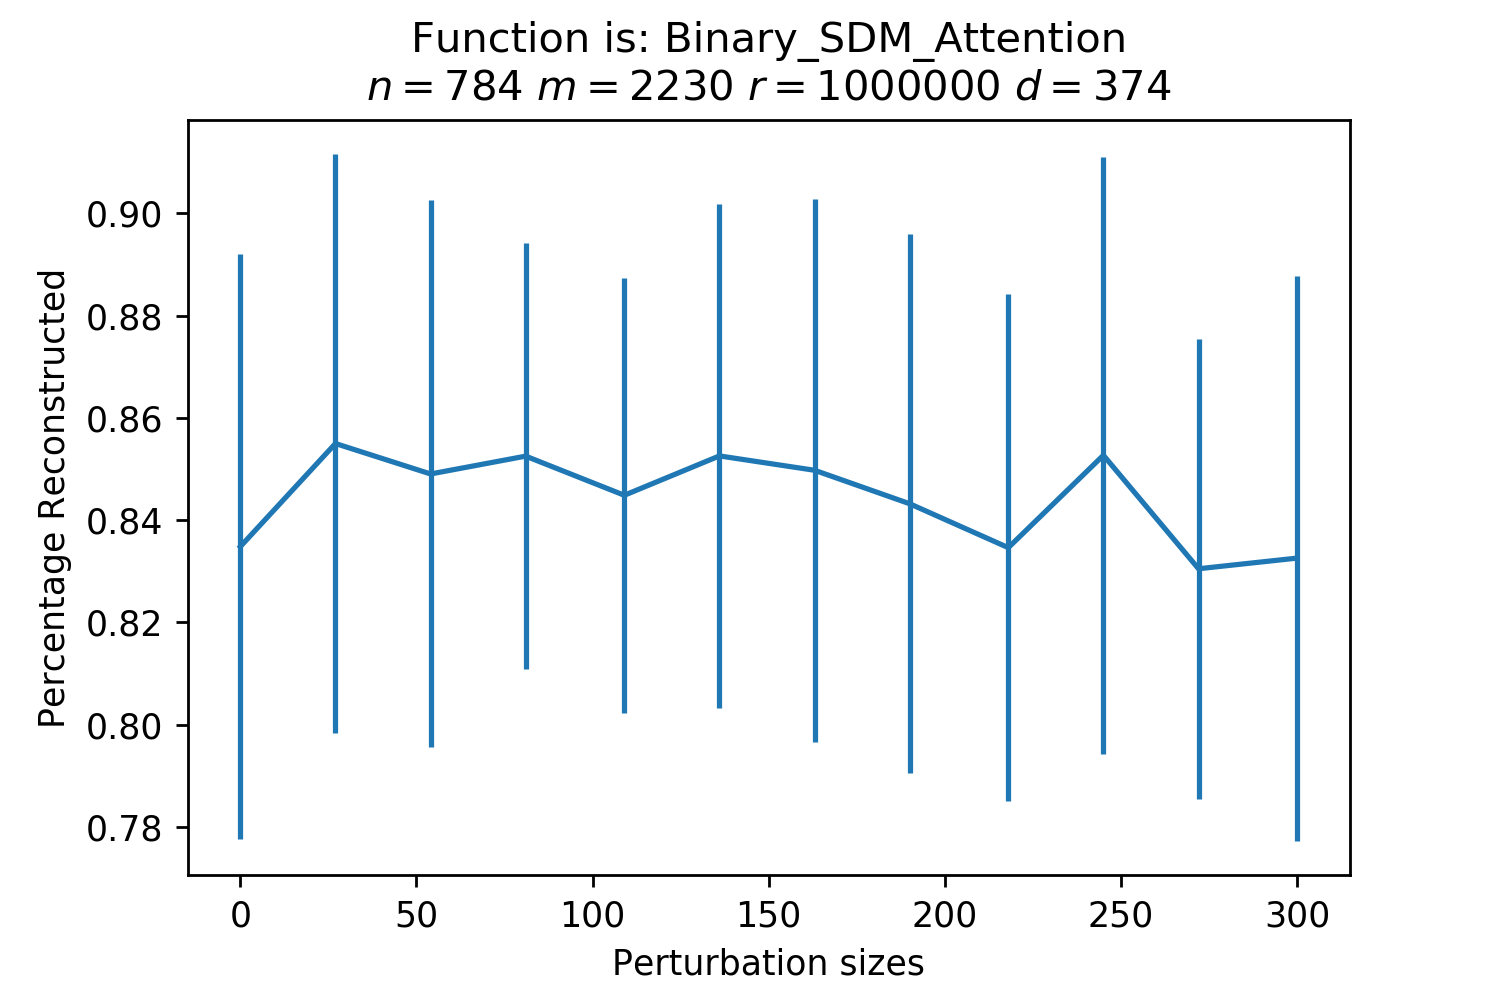 Function is: Binary_SDM_Attention
n = 784 m = 2230 r = 1000000 d = 374
Percentage Reconstructed
0.90
0.88
0.86
0.84
0.82
0.80
0.78
0 50 100 150 200 250 300
Perturbation sizes